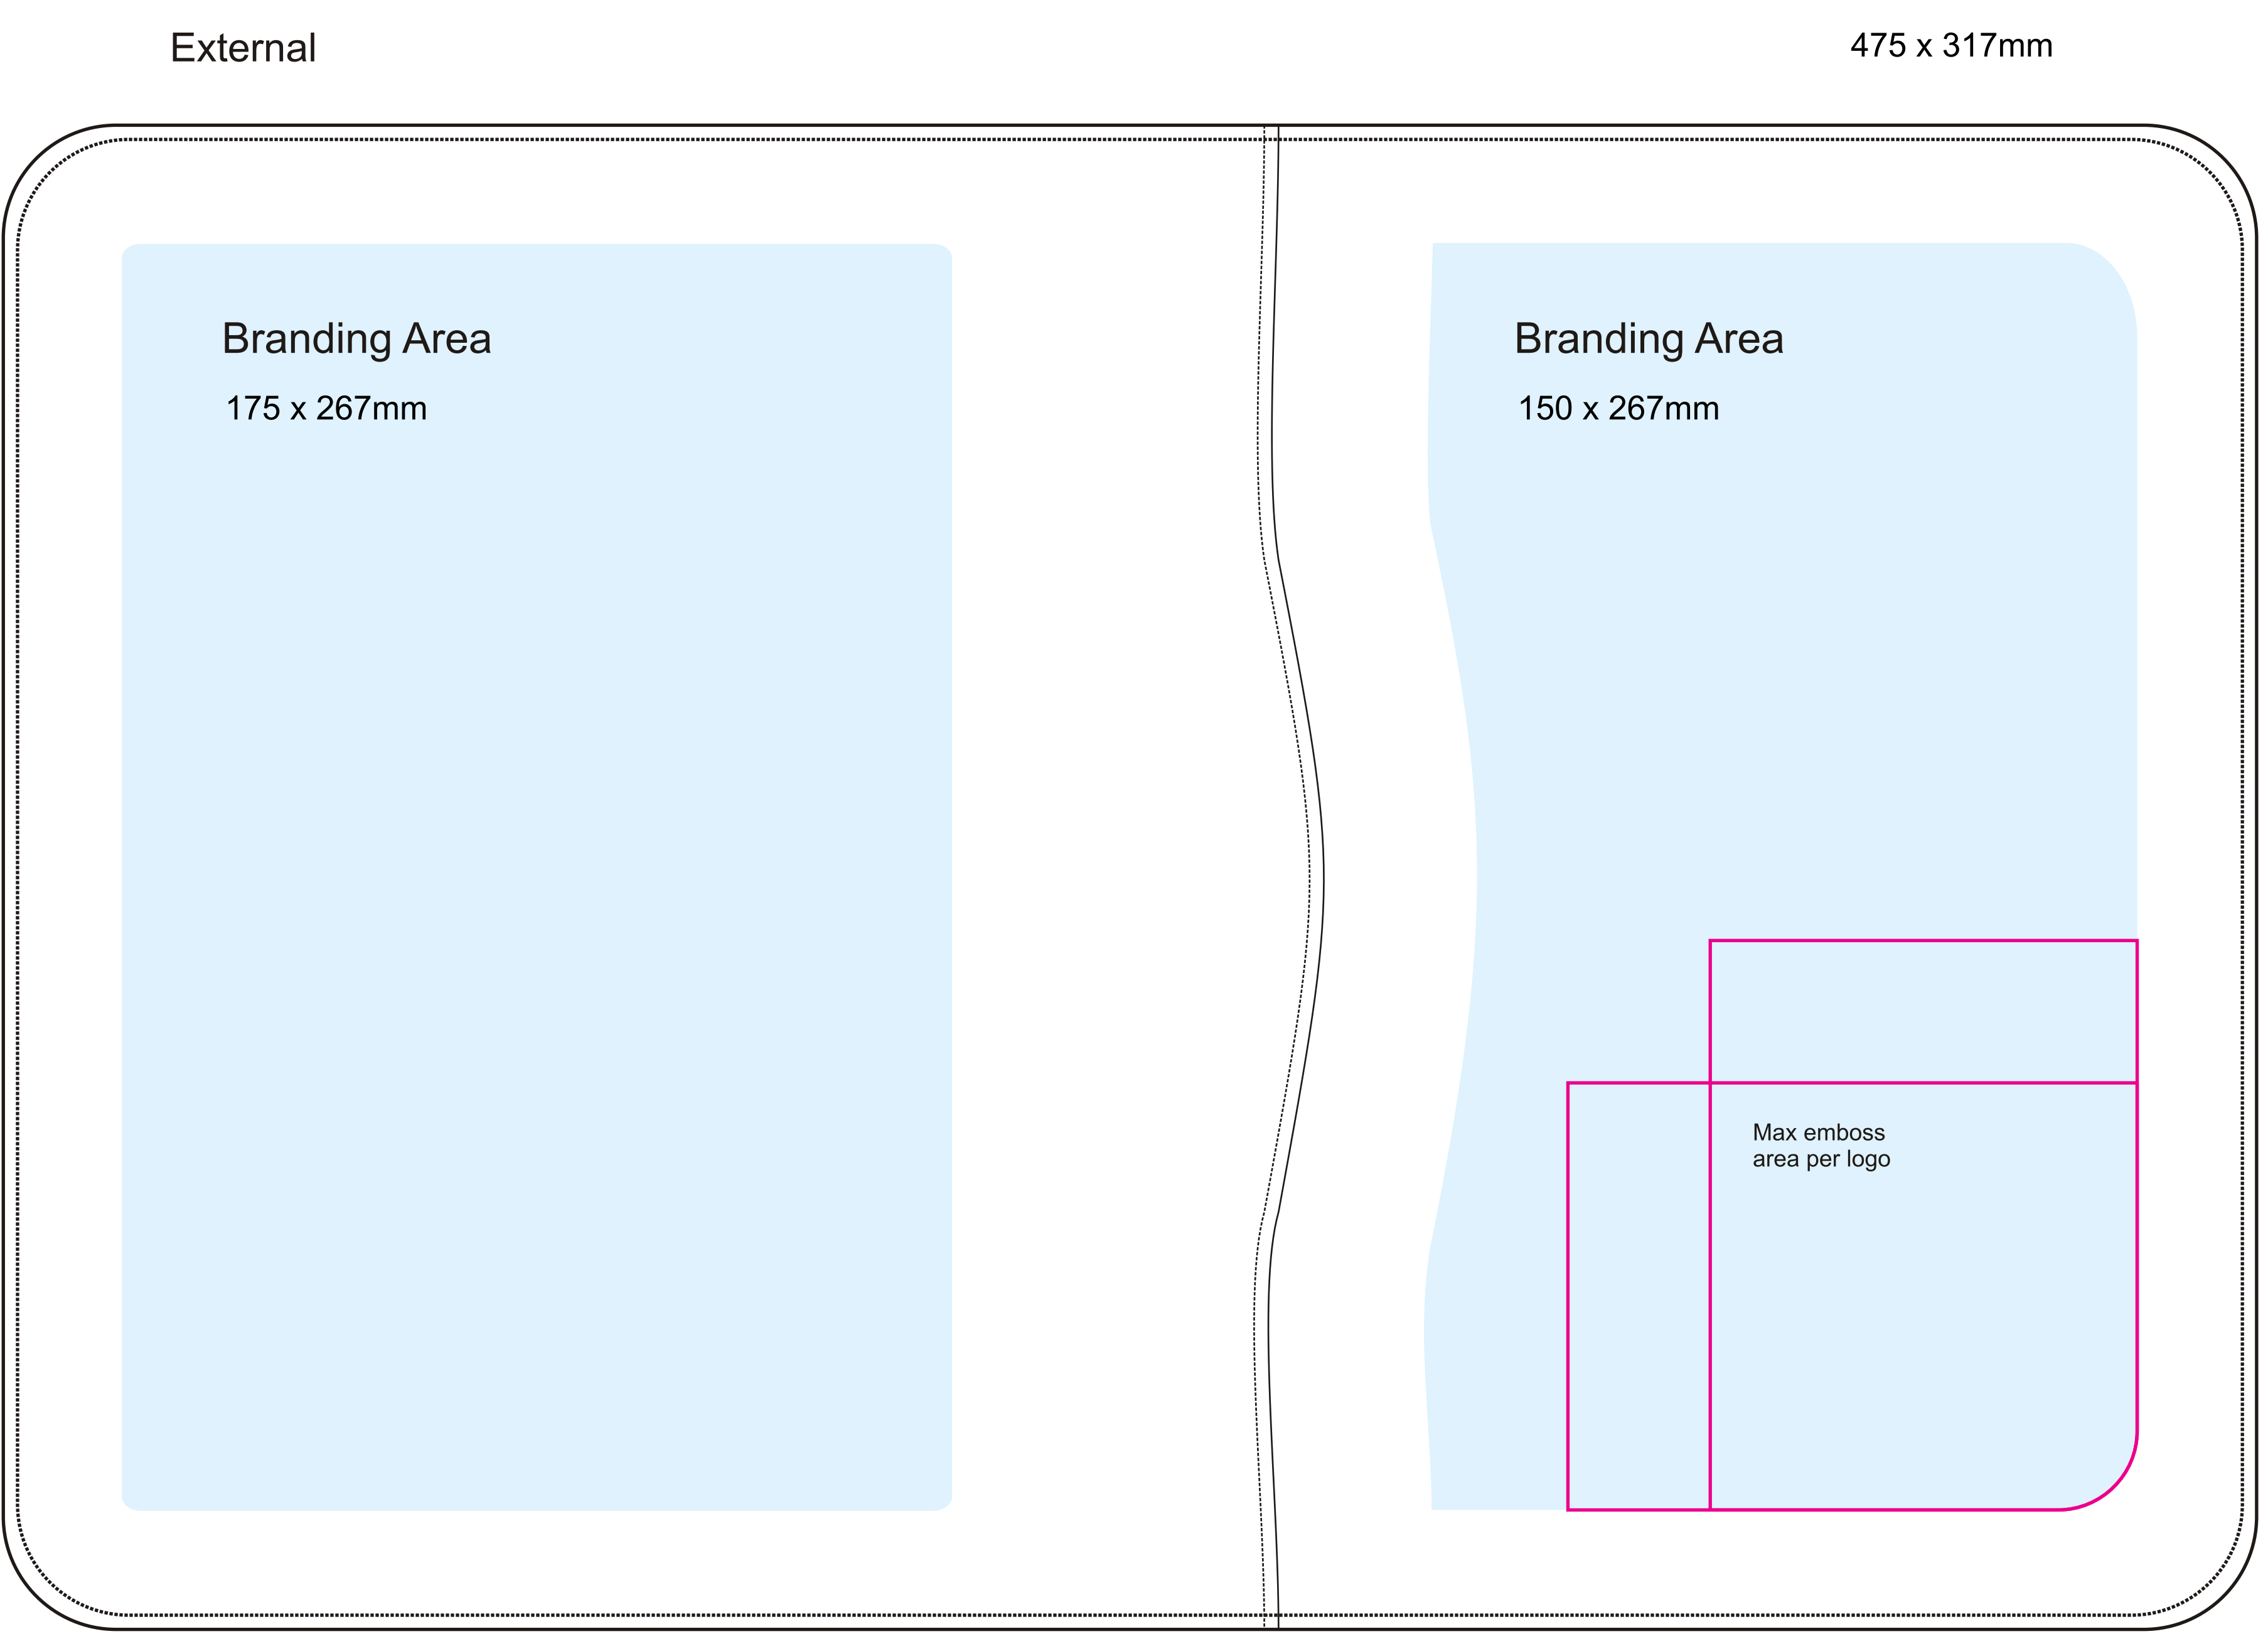 External
475 x 317mm
Branding Area
175 x 267mm
Branding Area
150 x 267mm
Max emboss
area per logo